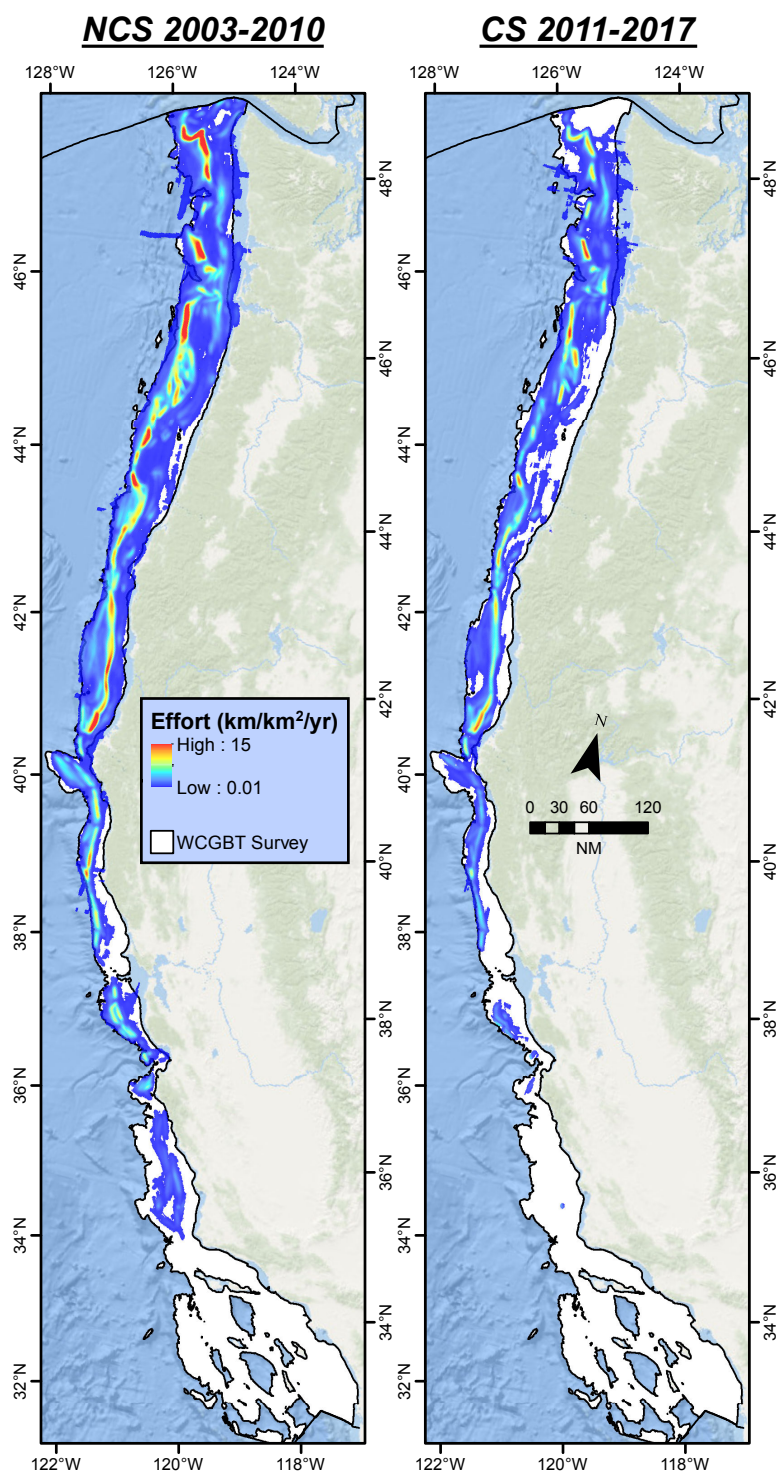 NCS 2003-2010
CS 2011-2017
128°W
126°W
124°W
128°W
126°W
124°W
48°N
46°N
44°N
42°N
40°N
38°N
36°N
34°N
32°N
48°N
46°N
44°N
42°N
40°N
38°N
36°N
34°N
46°N
44°N
42°N
40°N
38°N
36°N
34°N
32°N
48°N
46°N
44°N
42°N
40°N
38°N
36°N
34°N
Effort (km/km²/yr)
High : 15
Low : 0.01
WCGBT Survey
N
0 30 60 120
NM
122°W
120°W
118°W
122°W
120°W
118°W